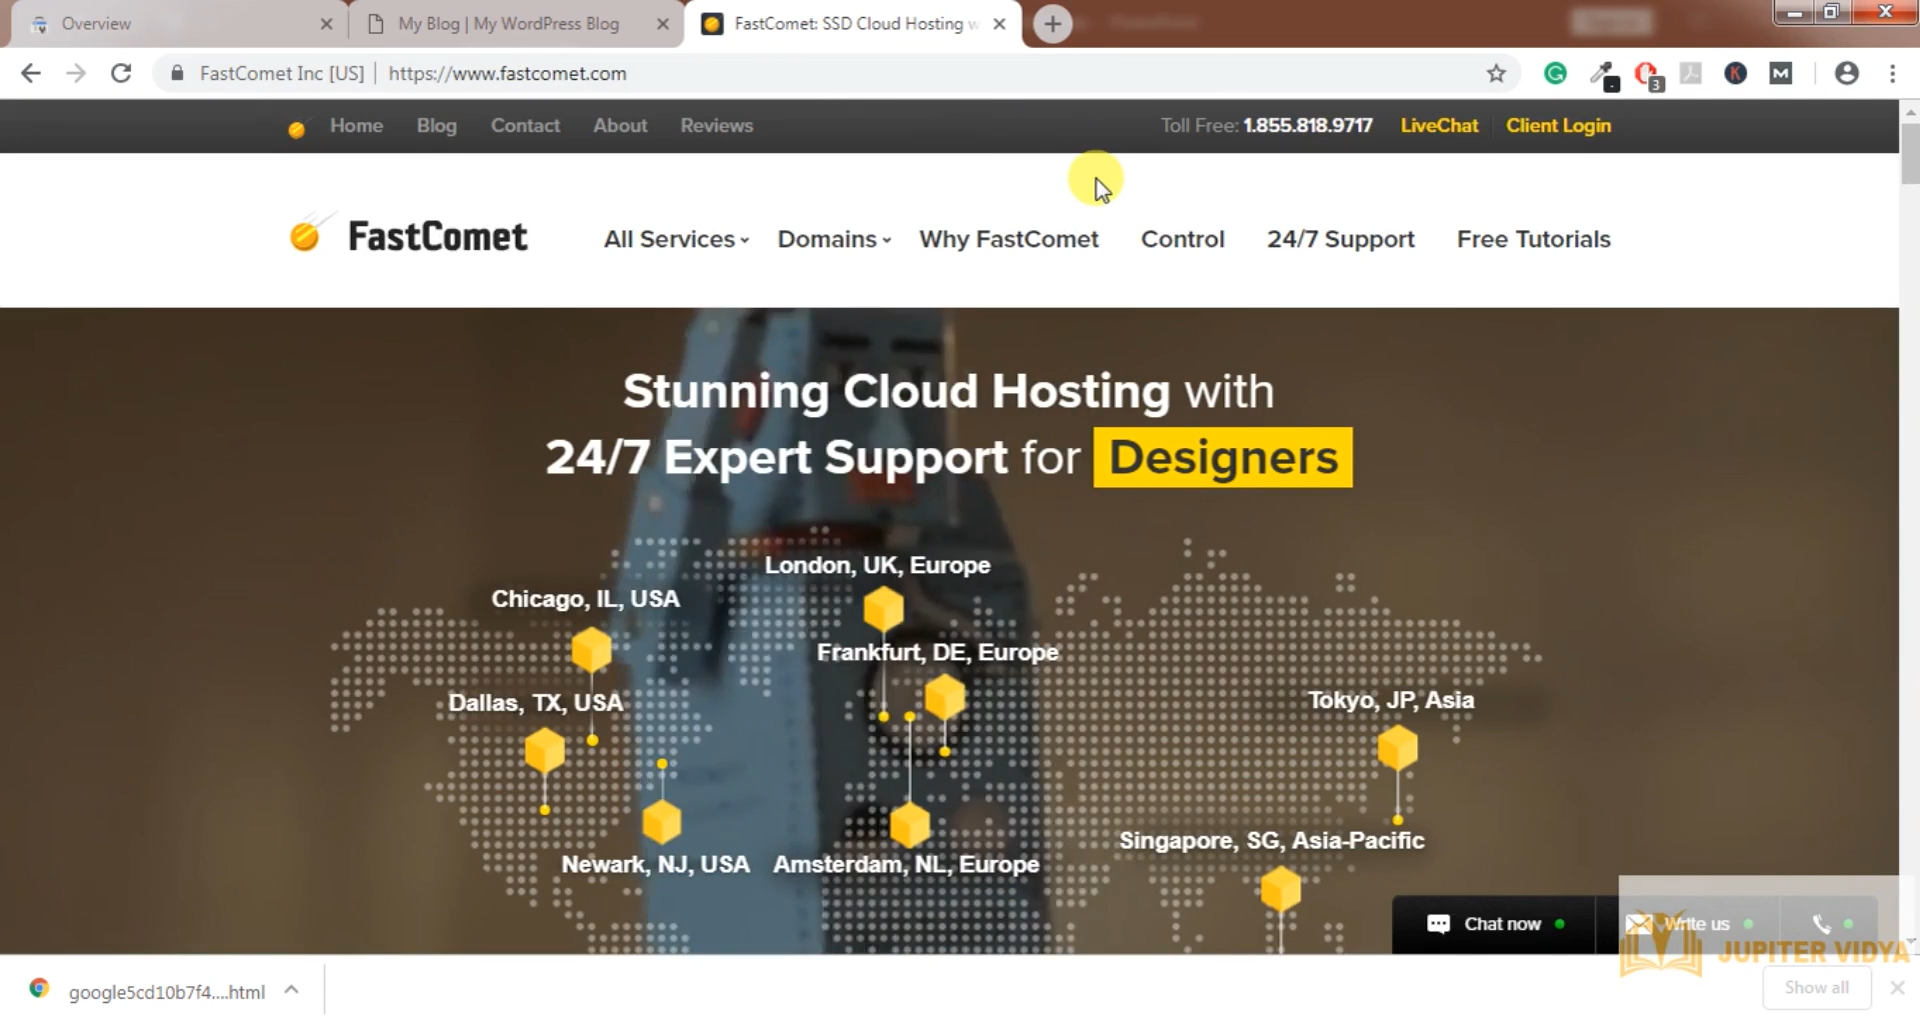 Overview
My Blog | My WordPress Blog
FastComet: SSD Cloud Hosting w
FastComet Inc [US] | https://www.fastcomet.com
3
Home Blog Contact About Reviews
Toll Free: 1.855.818.9717 LiveChat Client Login
FastComet
All Services Domains Why FastComet Control 24/7 Support Free Tutorials
Stunning Cloud Hosting with
24/7 Expert Support for Designers
London, UK, Europe
Chicago, IL, USA
Frankfurt, DE, Europe
Dallas, TX, USA
Tokyo, JP, Asia
Singapore, SG, Asia-Pacific
Newark, NJ, USA
Amsterdam, NL, Europe
Chat now
Write us
JUPITER VIDYA
google5cd10b7f4....html
Show all